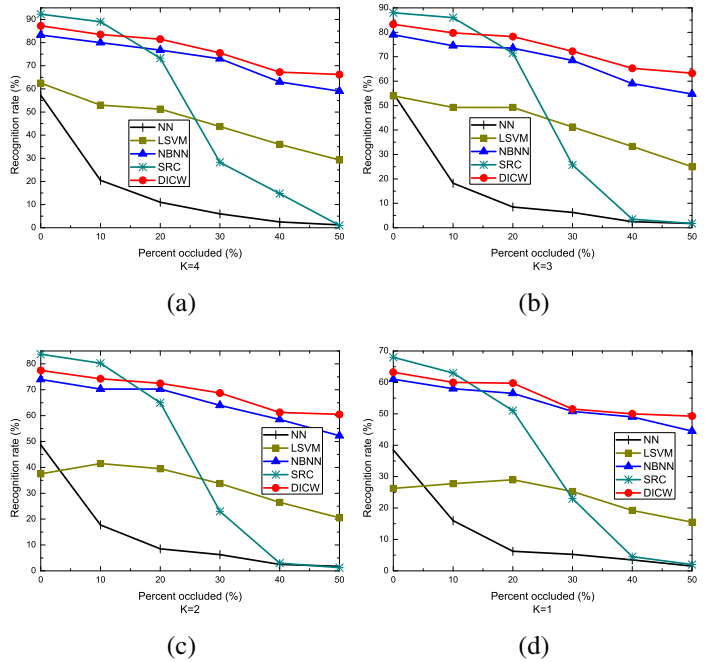 Recognition rate (%)
90
80
70
60
50
40
30
20
10
0
NN
LSVM
NBNN
SRC
DICW
0 10 20 30 40 50
Percent occluded (%)
K=4
(a)
Recognition rate (%)
90
80
70
60
50
40
30
20
10
0
NN
LSVM
NBNN
SRC
DICW
0 10 20 30 40 50
Percent occluded (%)
K=3
(b)
Recognition rate (%)
80
70
60
50
40
30
20
10
0
NN
LSVM
NBNN
SRC
DICW
0 10 20 30 40 50
Percent occluded (%)
K=2
(c)
Recognition rate (%)
70
60
50
40
30
20
10
0
NN
LSVM
NBNN
SRC
DICW
0 10 20 30 40 50
Percent occluded (%)
K=1
(d)